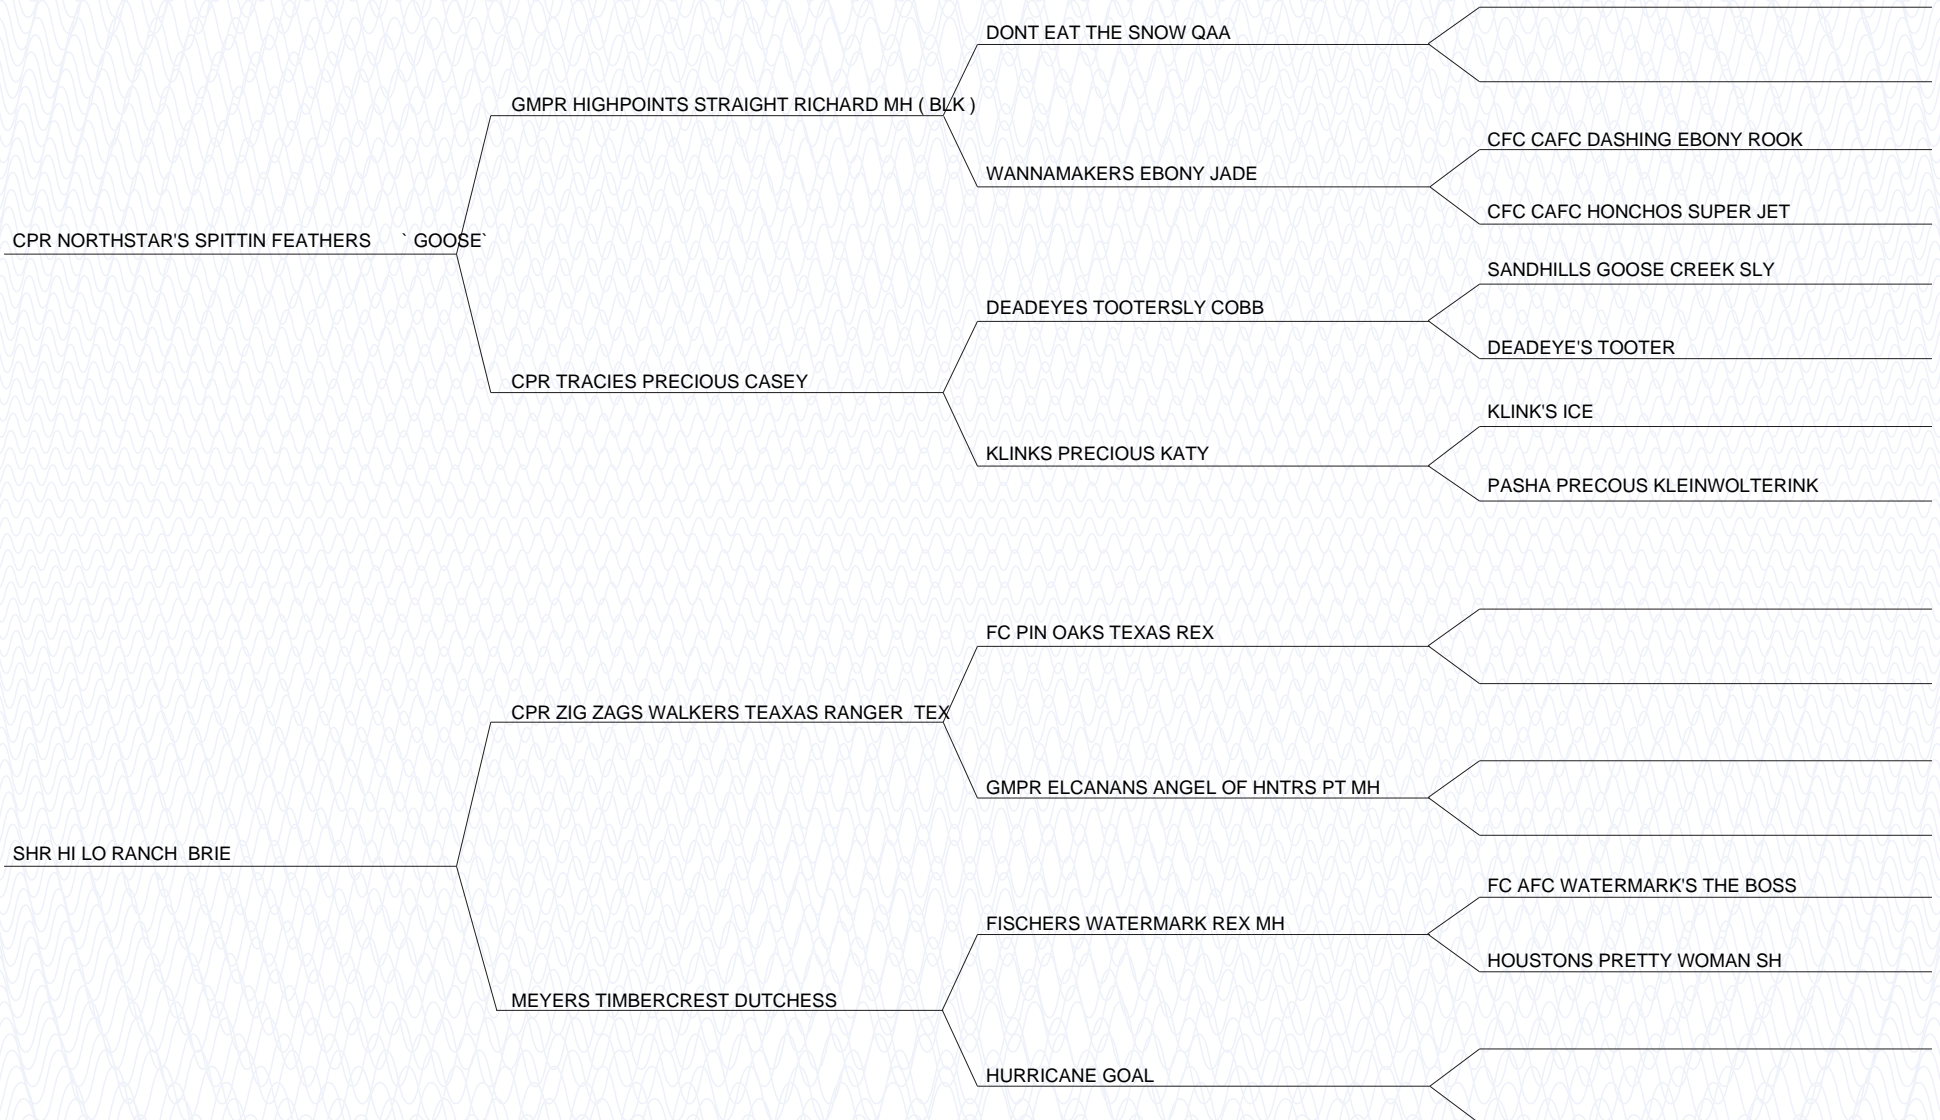 DONT EAT THE SNOW QAA
GMPR HIGHPOINTS STRAIGHT RICHARD MH ( BLK )
CFC CAFC DASHING EBONY ROOK
WANNAMAKERS EBONY JADE
CFC CAFC HONCHOS SUPER JET
CPR NORTHSTAR'S SPITTIN FEATHERS ` GOOSE`
SANDHILLS GOOSE CREEK SLY
DEADEYES TOOTERSLY COBB
DEADEYE'S TOOTER
CPR TRACIES PRECIOUS CASEY
KLINK'S ICE
KLINKS PRECIOUS KATY
PASHA PRECOUS KLEINWOLTERINK
FC PIN OAKS TEXAS REX
CPR ZIG ZAGS WALKERS TEAXAS RANGER TEX
GMPR ELCANANS ANGEL OF HNTRS PT MH
SHR HI LO RANCH BRIE
FC AFC WATERMARK'S THE BOSS
FISCHERS WATERMARK REX MH
HOUSTONS PRETTY WOMAN SH
MEYERS TIMBERCREST DUTCHESS
HURRICANE GOAL